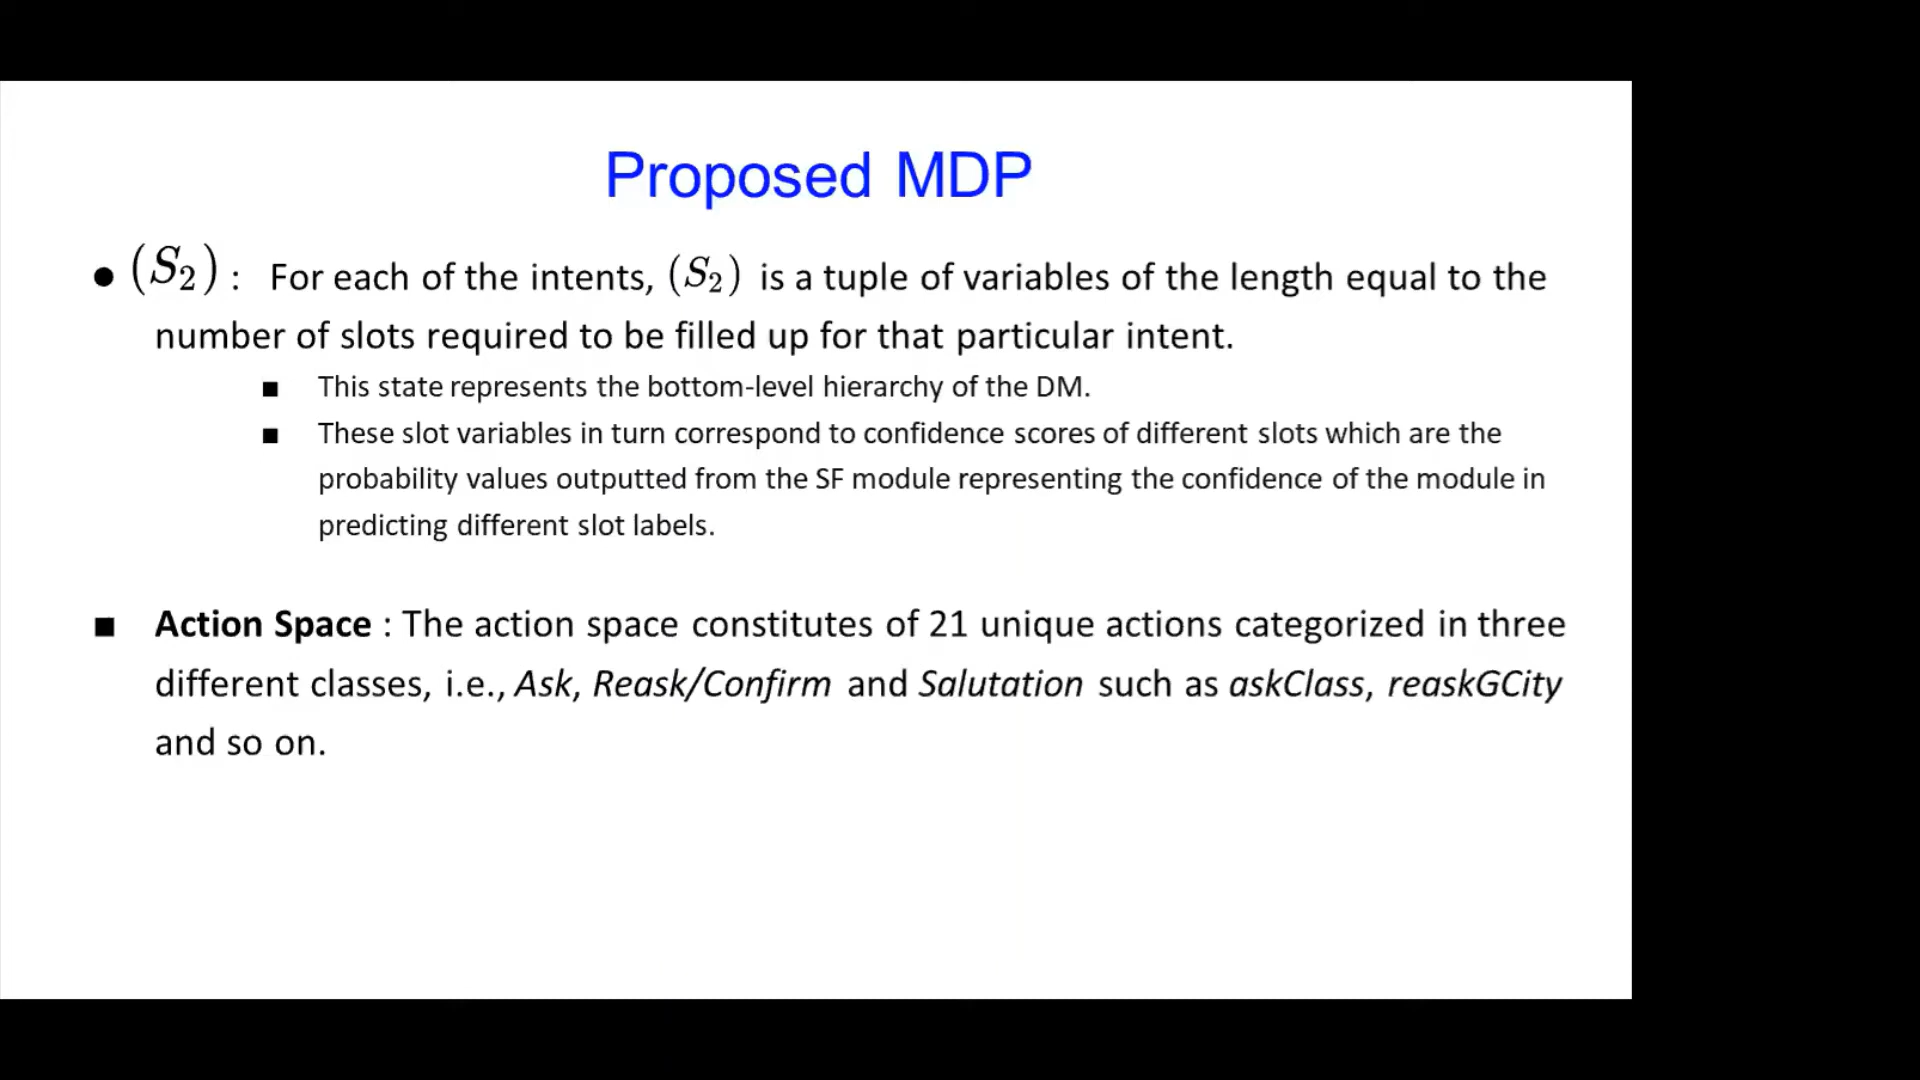 Proposed MDP
● (S₂) : For each of the intents, (S₂) is a tuple of variables of the length equal to the
number of slots required to be filled up for that particular intent.
■ This state represents the bottom-level hierarchy of the DM.
■ These slot variables in turn correspond to confidence scores of different slots which are the
probability values outputted from the SF module representing the confidence of the module in
predicting different slot labels.
■ Action Space : The action space constitutes of 21 unique actions categorized in three
different classes, i.e., Ask, Reask/Confirm and Salutation such as askClass, reaskGCity
and so on.